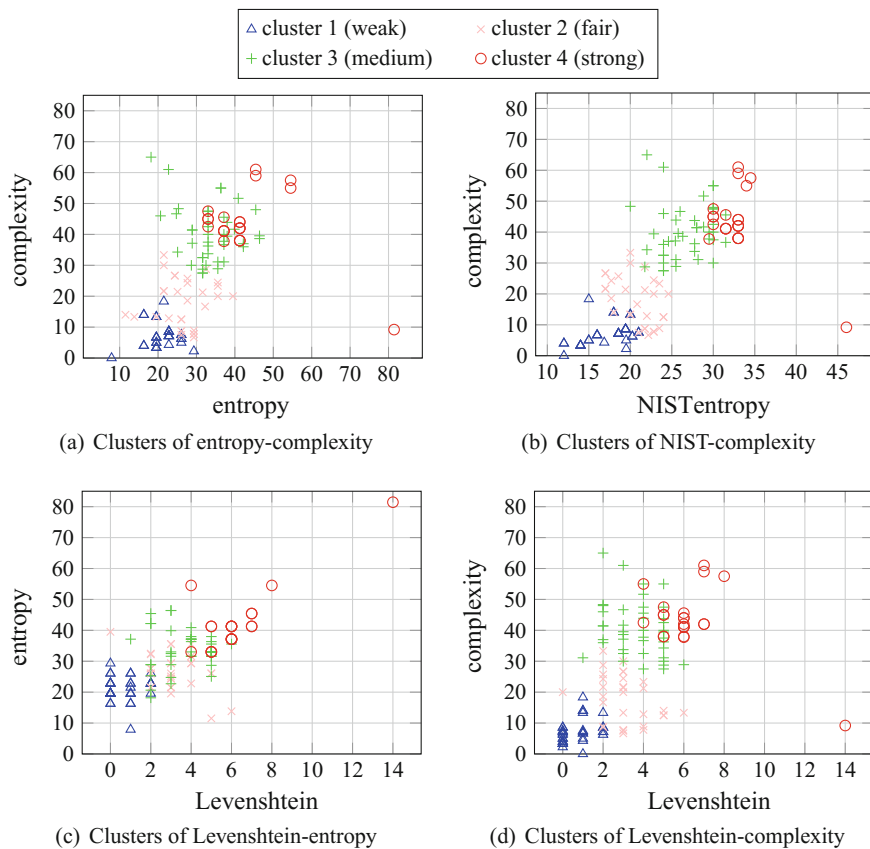 cluster 1 (weak) cluster 2 (fair)
cluster 3 (medium) cluster 4 (strong)
80
70
60
50
40
30
20
10
0
complexity
10 20 30 40 50 60 70 80
entropy
(a) Clusters of entropy-complexity
80
70
60
50
40
30
20
10
0
complexity
10 15 20 25 30 35 40 45
NISTentropy
(b) Clusters of NIST-complexity
80
70
60
50
40
30
20
10
0
entropy
0 2 4 6 8 10 12 14
Levenshtein
(c) Clusters of Levenshtein-entropy
80
70
60
50
40
30
20
10
0
complexity
0 2 4 6 8 10 12 14
Levenshtein
(d) Clusters of Levenshtein-complexity